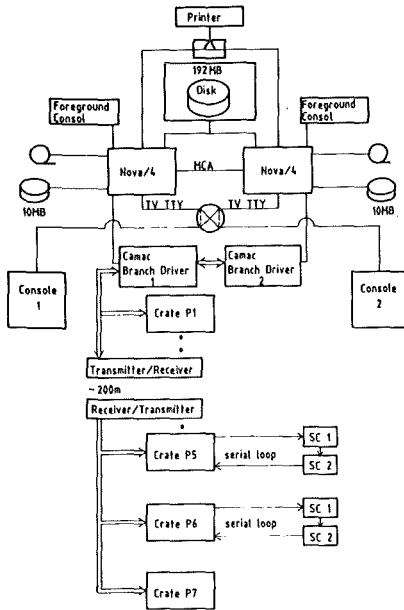 Printer
192MB
Disk
Foreground
Consol
Foreground
Consol
Nova/4
MCA
Nova/4
10MB
10MB
TV TTY
TV TTY
Console
1
Camac
Branch Driver
1
Camac
Branch Driver
2
Console
2
Crate P1
Transmitter/Receiver
~200m
Receiver/Transmitter
Crate P5
serial loop
SC 1
SC 2
Crate P6
serial loop
SC 1
SC 2
Crate P7